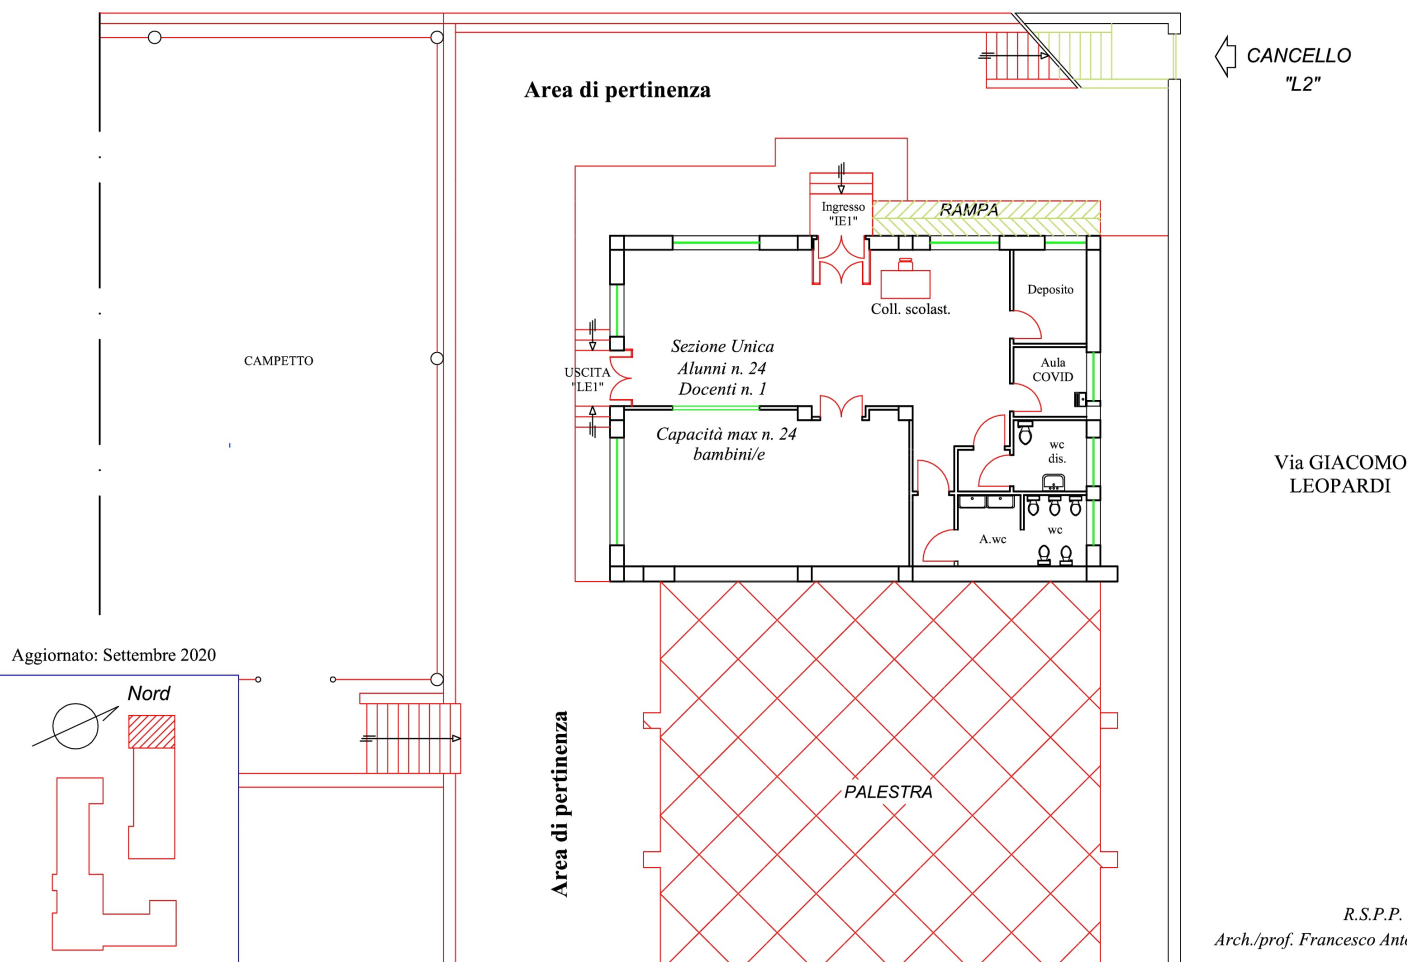 CANCELLO
"L2"
Area di pertinenza
Ingresso
"IE1"
RAMPA
Deposito
Coll. scolast.
Sezione Unica
Alunni n. 24
Docenti n. 1
Aula
COVID
CAMPETTO
USCITA
"LE1"
Capacità max n. 24
bambini/e
wc
dis.
Via GIACOMO
LEOPARDI
A.wc
wc
Aggiornato: Settembre 2020
Nord
Area di pertinenza
PALESTRA
R.S.P.P.
Arch./prof. Francesco